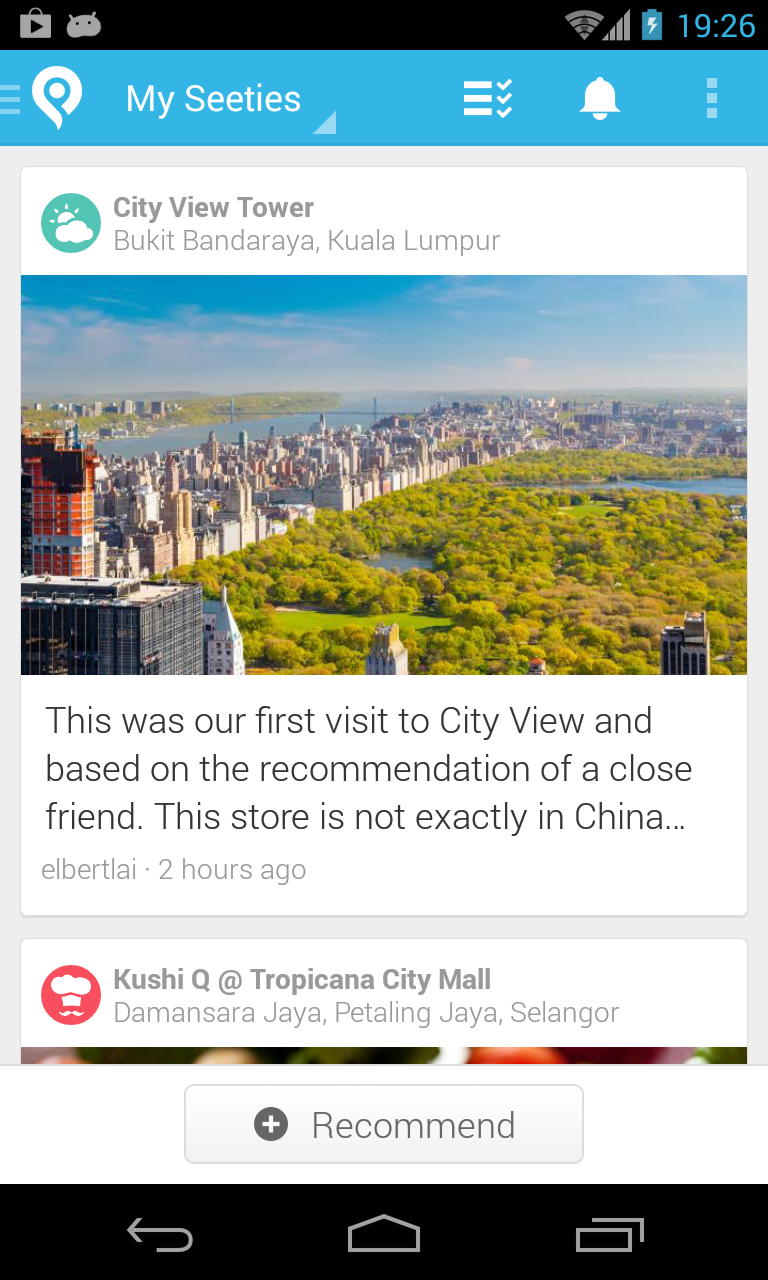 19:26
My Seeties
City View Tower
Bukit Bandaraya, Kuala Lumpur
This was our first visit to City View and
based on the recommendation of a close
friend. This store is not exactly in China...
elbertlai · 2 hours ago
Kushi Q @ Tropicana City Mall
Damansara Jaya, Petaling Jaya, Selangor
Recommend